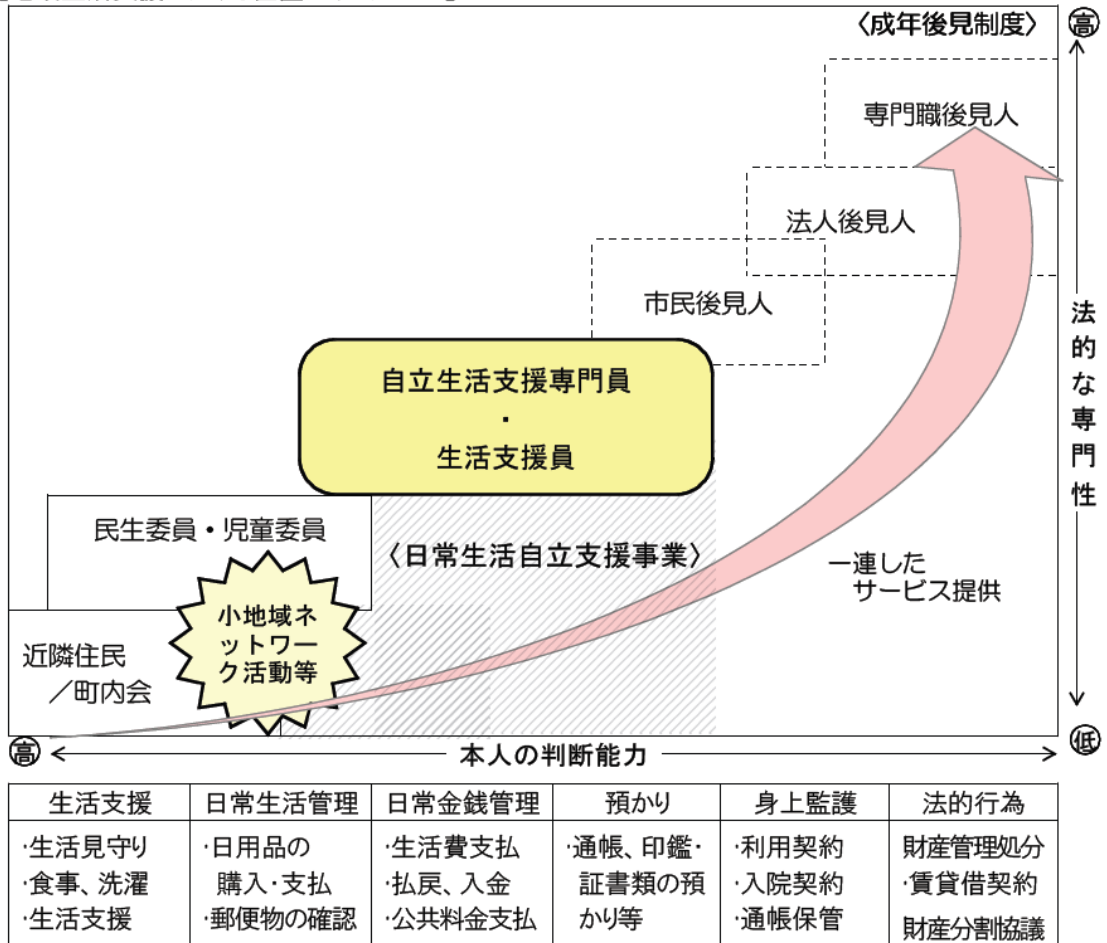 〈成年後見制度〉
高
専門職後見人
法人後見人
市民後見人
法的な専門性
自立生活支援専門員
・
生活支援員
民生委員・児童委員
〈日常生活自立支援事業〉
一連した
サービス提供
小地域ネ
ットワー
ク活動等
近隣住民
／町内会
高
本人の判断能力
低
生活支援
日常生活管理
日常金銭管理
預かり
身上監護
法的行為
・生活見守り
・食事、洗濯
・生活支援
・日用品の
購入・支払
・郵便物の確認
・生活費支払
・払戻、入金
・公共料金支払
・通帳、印鑑・
証書類の預
かり等
・利用契約
・入院契約
・通帳保管
財産管理処分
・賃貸借契約
財産分割協議